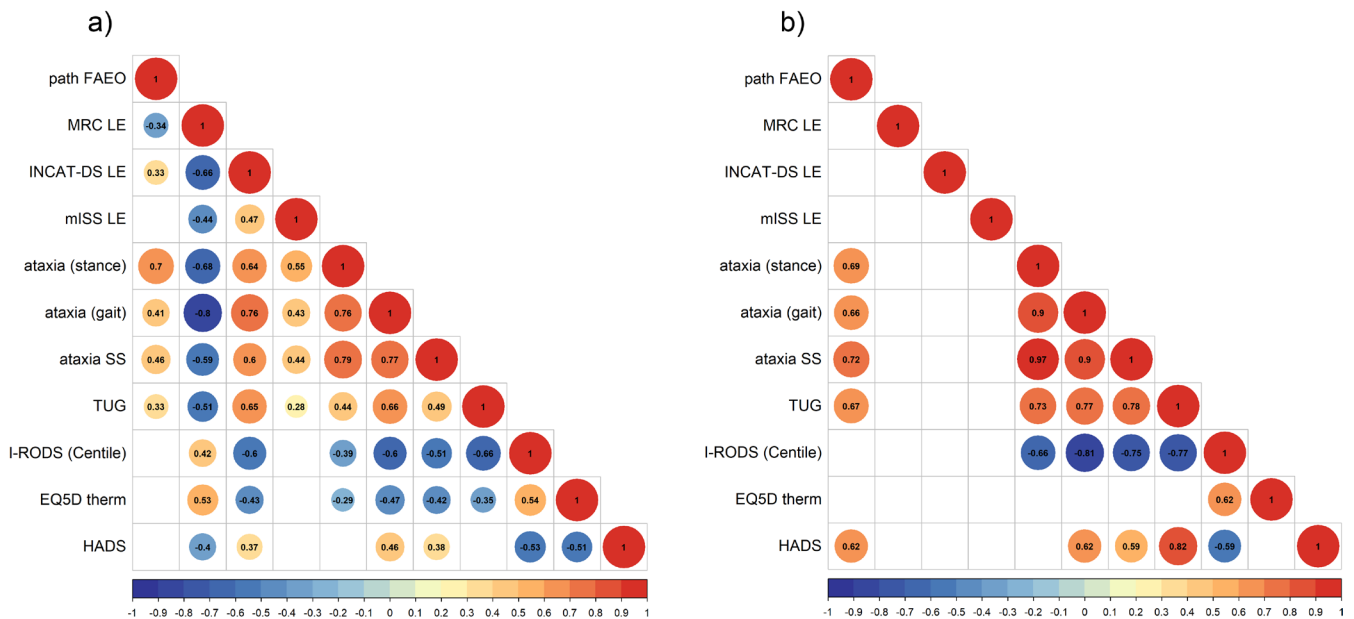 a)
path FAEO 1
MRC LE -0.34 1
INCAT-DS LE 0.33 -0.66 1
mISS LE -0.44 0.47 1
ataxia (stance) 0.7 -0.68 0.64 0.55 1
ataxia (gait) 0.41 -0.8 0.76 0.43 0.76 1
ataxia SS 0.46 -0.59 0.6 0.44 0.79 0.77 1
TUG 0.33 -0.51 0.65 0.28 0.44 0.66 0.49 1
I-RODS (Centile) 0.42 -0.6 -0.39 -0.6 -0.51 -0.66 1
EQ5D therm 0.53 -0.43 -0.29 -0.47 -0.42 -0.35 0.54 1
HADS -0.4 0.37 0.46 0.38 -0.53 -0.51 1
-1 -0.9 -0.8 -0.7 -0.6 -0.5 -0.4 -0.3 -0.2 -0.1 0 0.1 0.2 0.3 0.4 0.5 0.6 0.7 0.8 0.9 1
b)
path FAEO 1
MRC LE 1
INCAT-DS LE 1
mISS LE 1
ataxia (stance) 0.69 1
ataxia (gait) 0.66 0.9 1
ataxia SS 0.72 0.97 0.9 1
TUG 0.67 0.73 0.77 0.78 1
I-RODS (Centile) -0.66 -0.81 -0.75 -0.77 1
EQ5D therm 0.62 1
HADS 0.62 0.62 0.59 0.82 -0.59 1
-1 -0.9 -0.8 -0.7 -0.6 -0.5 -0.4 -0.3 -0.2 -0.1 0 0.1 0.2 0.3 0.4 0.5 0.6 0.7 0.8 0.9 1